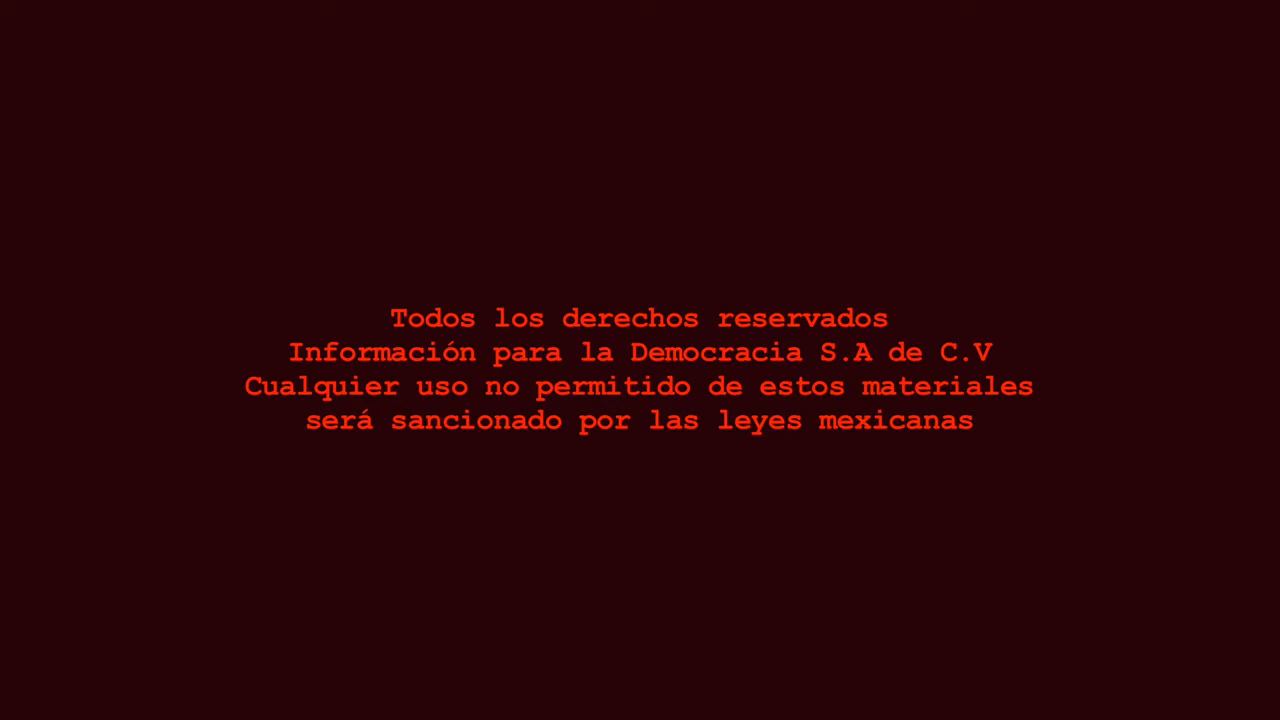 Todos los derechos reservados
Información para la Democracia S.A de C.V
Cualquier uso no permitido de estos materiales
será sancionado por las leyes mexicanas